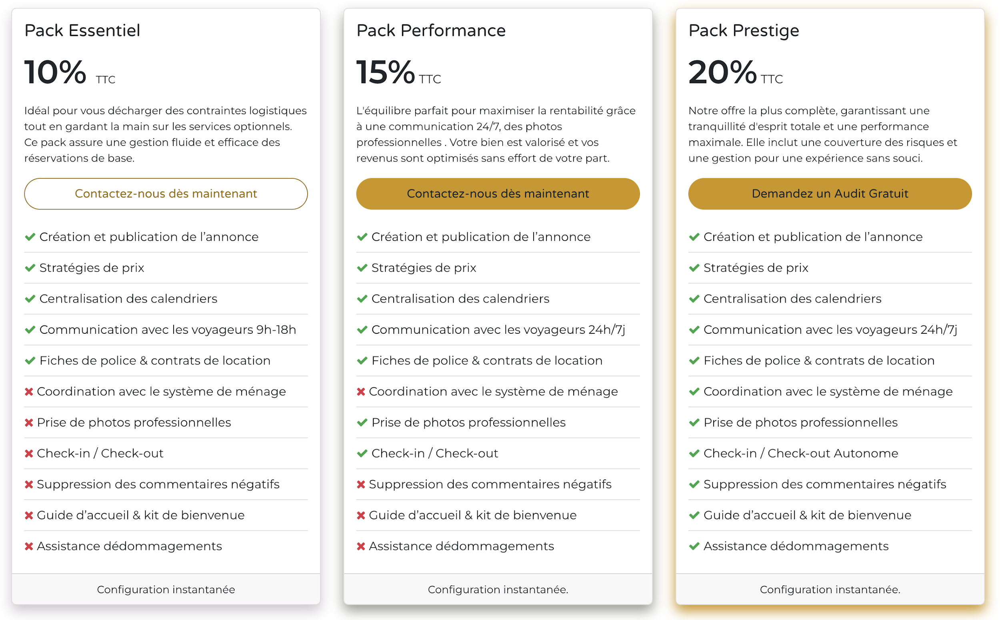 Pack Essentiel
10% TTC
Idéal pour vous décharger des contraintes logistiques
tout en gardant la main sur les services optionnels.
Ce pack assure une gestion fluide et efficace des
réservations de base.
Contactez-nous dès maintenant
Création et publication de l’annonce
Stratégies de prix
Centralisation des calendriers
Communication avec les voyageurs 9h-18h
Fiches de police & contrats de location
Coordination avec le système de ménage
Prise de photos professionnelles
Check-in / Check-out
Suppression des commentaires négatifs
Guide d’accueil & kit de bienvenue
Assistance dédommagements
Configuration instantanée
Pack Performance
15% TTC
L'équilibre parfait pour maximiser la rentabilité grâce
à une communication 24/7, des photos
professionnelles . Votre bien est valorisé et vos
revenus sont optimisés sans effort de votre part.
Contactez-nous dès maintenant
Création et publication de l’annonce
Stratégies de prix
Centralisation des calendriers
Communication avec les voyageurs 24h/7j
Fiches de police & contrats de location
Coordination avec le système de ménage
Prise de photos professionnelles
Check-in / Check-out
Suppression des commentaires négatifs
Guide d’accueil & kit de bienvenue
Assistance dédommagements
Configuration instantanée.
Pack Prestige
20% TTC
Notre offre la plus complète, garantissant une
tranquillité d'esprit totale et une performance
maximale. Elle inclut une couverture des risques et
une gestion pour une expérience sans souci.
Demandez un Audit Gratuit
Création et publication de l’annonce
Stratégies de prix
Centralisation des calendriers
Communication avec les voyageurs 24h/7j
Fiches de police & contrats de location
Coordination avec le système de ménage
Prise de photos professionnelles
Check-in / Check-out Autonome
Suppression des commentaires négatifs
Guide d’accueil & kit de bienvenue
Assistance dédommagements
Configuration instantanée.